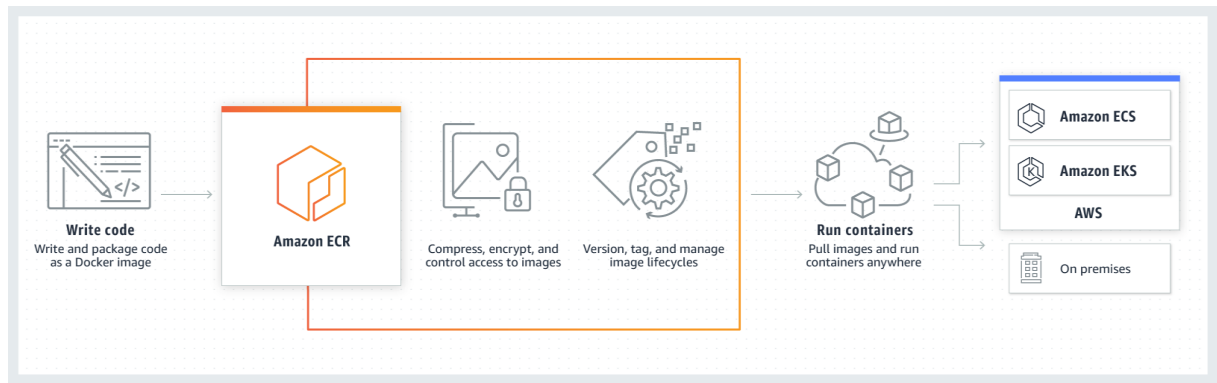 Write code
Write and package code
as a Docker image
</>
Amazon ECR
Compress, encrypt, and
control access to images
Version, tag, and manage
image lifecycles
Run containers
Pull images and run
containers anywhere
Amazon ECS
K
Amazon EKS
AWS
On premises